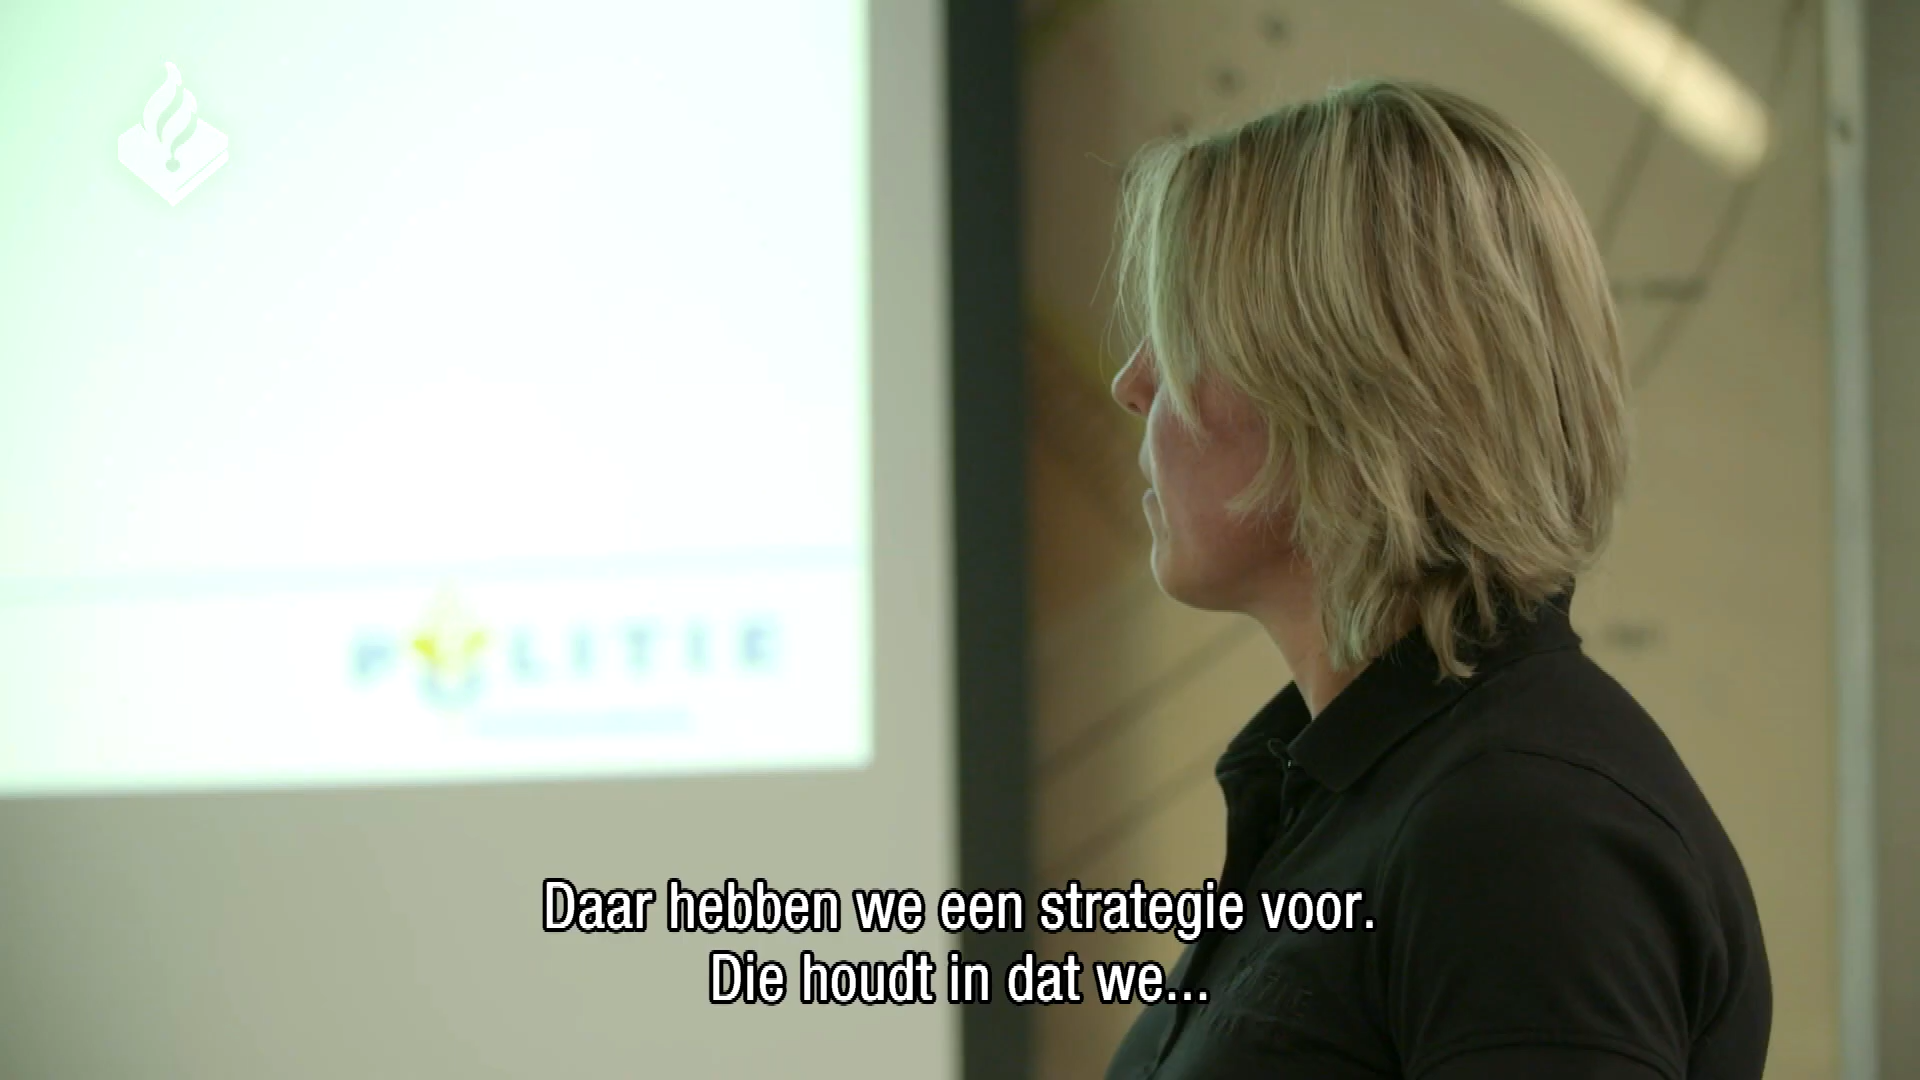 POLITIE
Daar hebben we een strategie voor.
Die houdt in dat we...